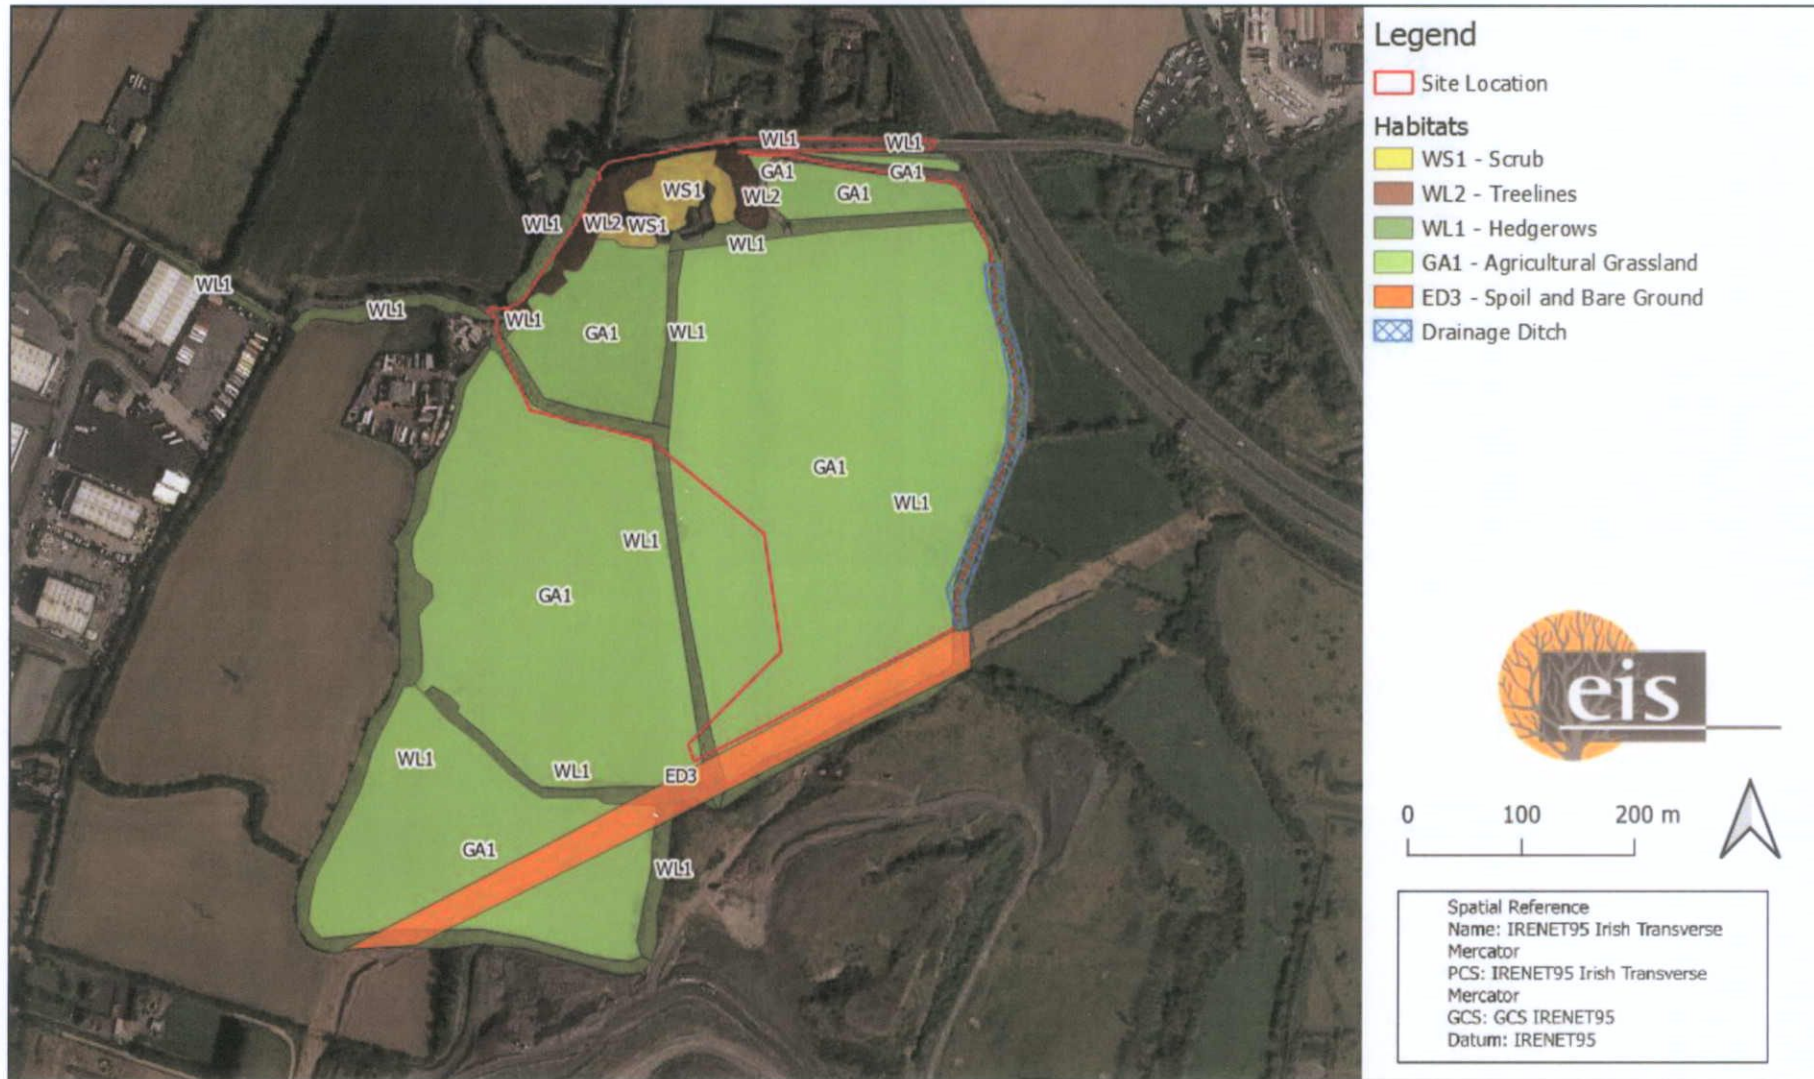 Legend
Site Location
Habitats
WS1 - Scrub
WL2 - Treelines
WL1 - Hedgerows
GA1 - Agricultural Grassland
ED3 - Spoil and Bare Ground
Drainage Ditch
WL1
WL1
GA1
GA1
WS1
WL2
GA1
WL1
WL2
WS1
WL1
WL1
WL1
WL1
GA1
WL1
GA1
WL1
WL1
GA1
WL1
WL1
ED3
GA1
WL1
eis
0 100 200 m
Spatial Reference
Name: IRENET95 Irish Transverse
Mercator
PCS: IRENET95 Irish Transverse
Mercator
GCS: GCS IRENET95
Datum: IRENET95